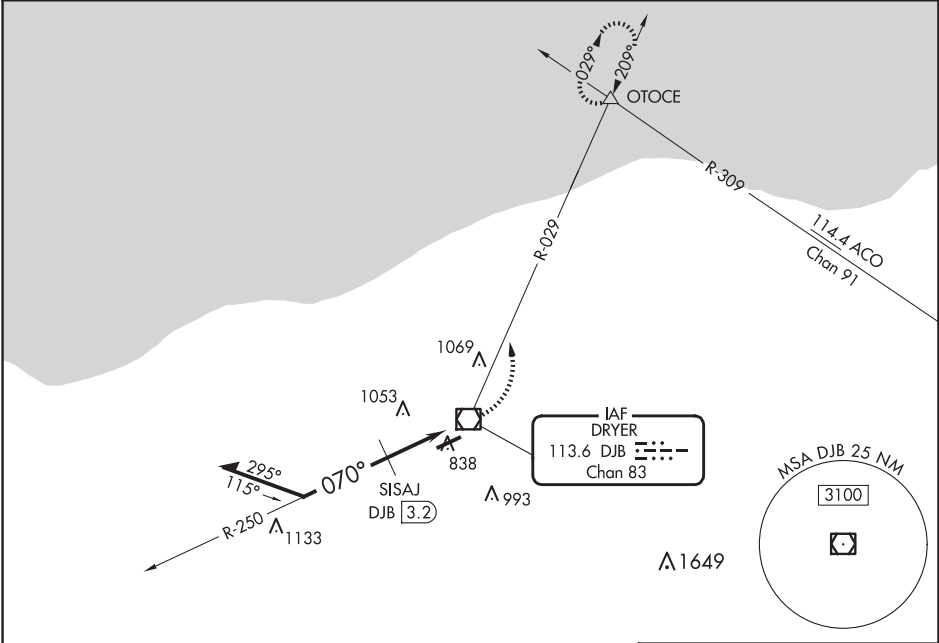 029°
209°
OTOCE
R-309
114.4 ACO
Chan 91
R-029
1069
1053
IAF
DRYER
113.6 DJB
Chan 83
838
MSA DJB 25 NM
3100
295°
115°
070°
SISAJ
DJB 3.2
993
R-250
1133
1649